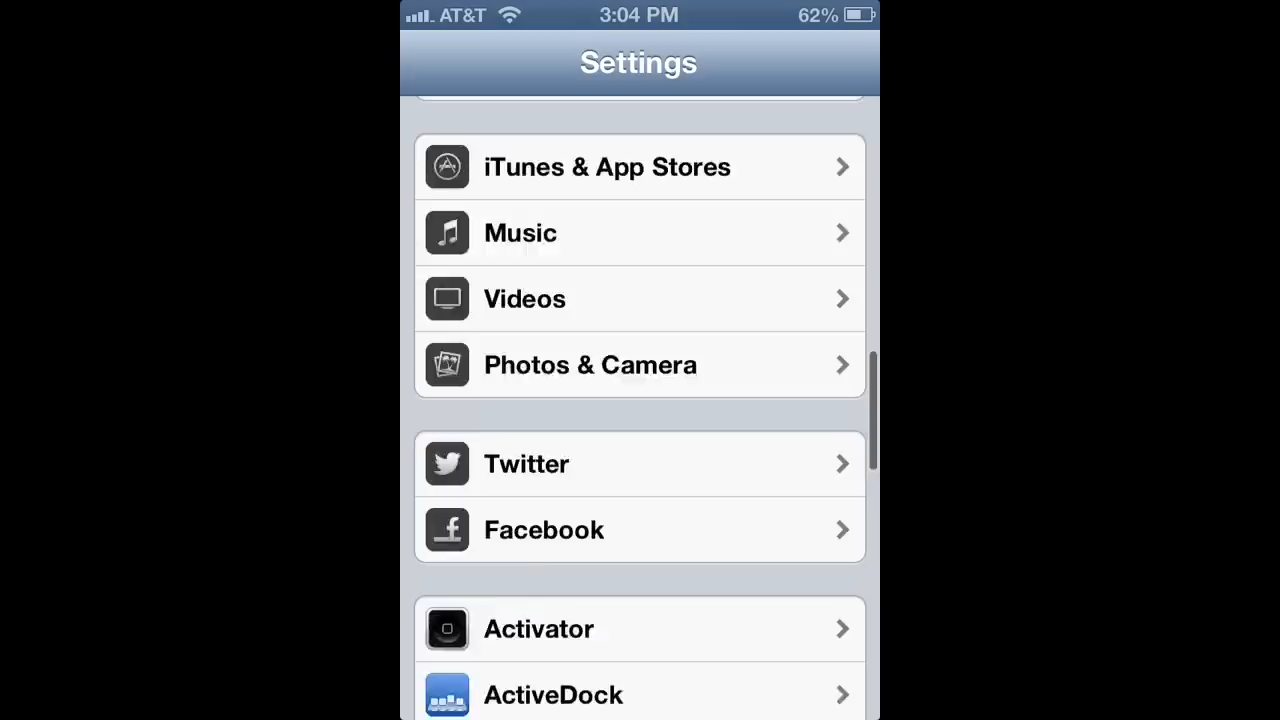 AT&T 3:04 PM 62%
Settings
iTunes & App Stores
Music
Videos
Photos & Camera
Twitter
Facebook
Activator
ActiveDock